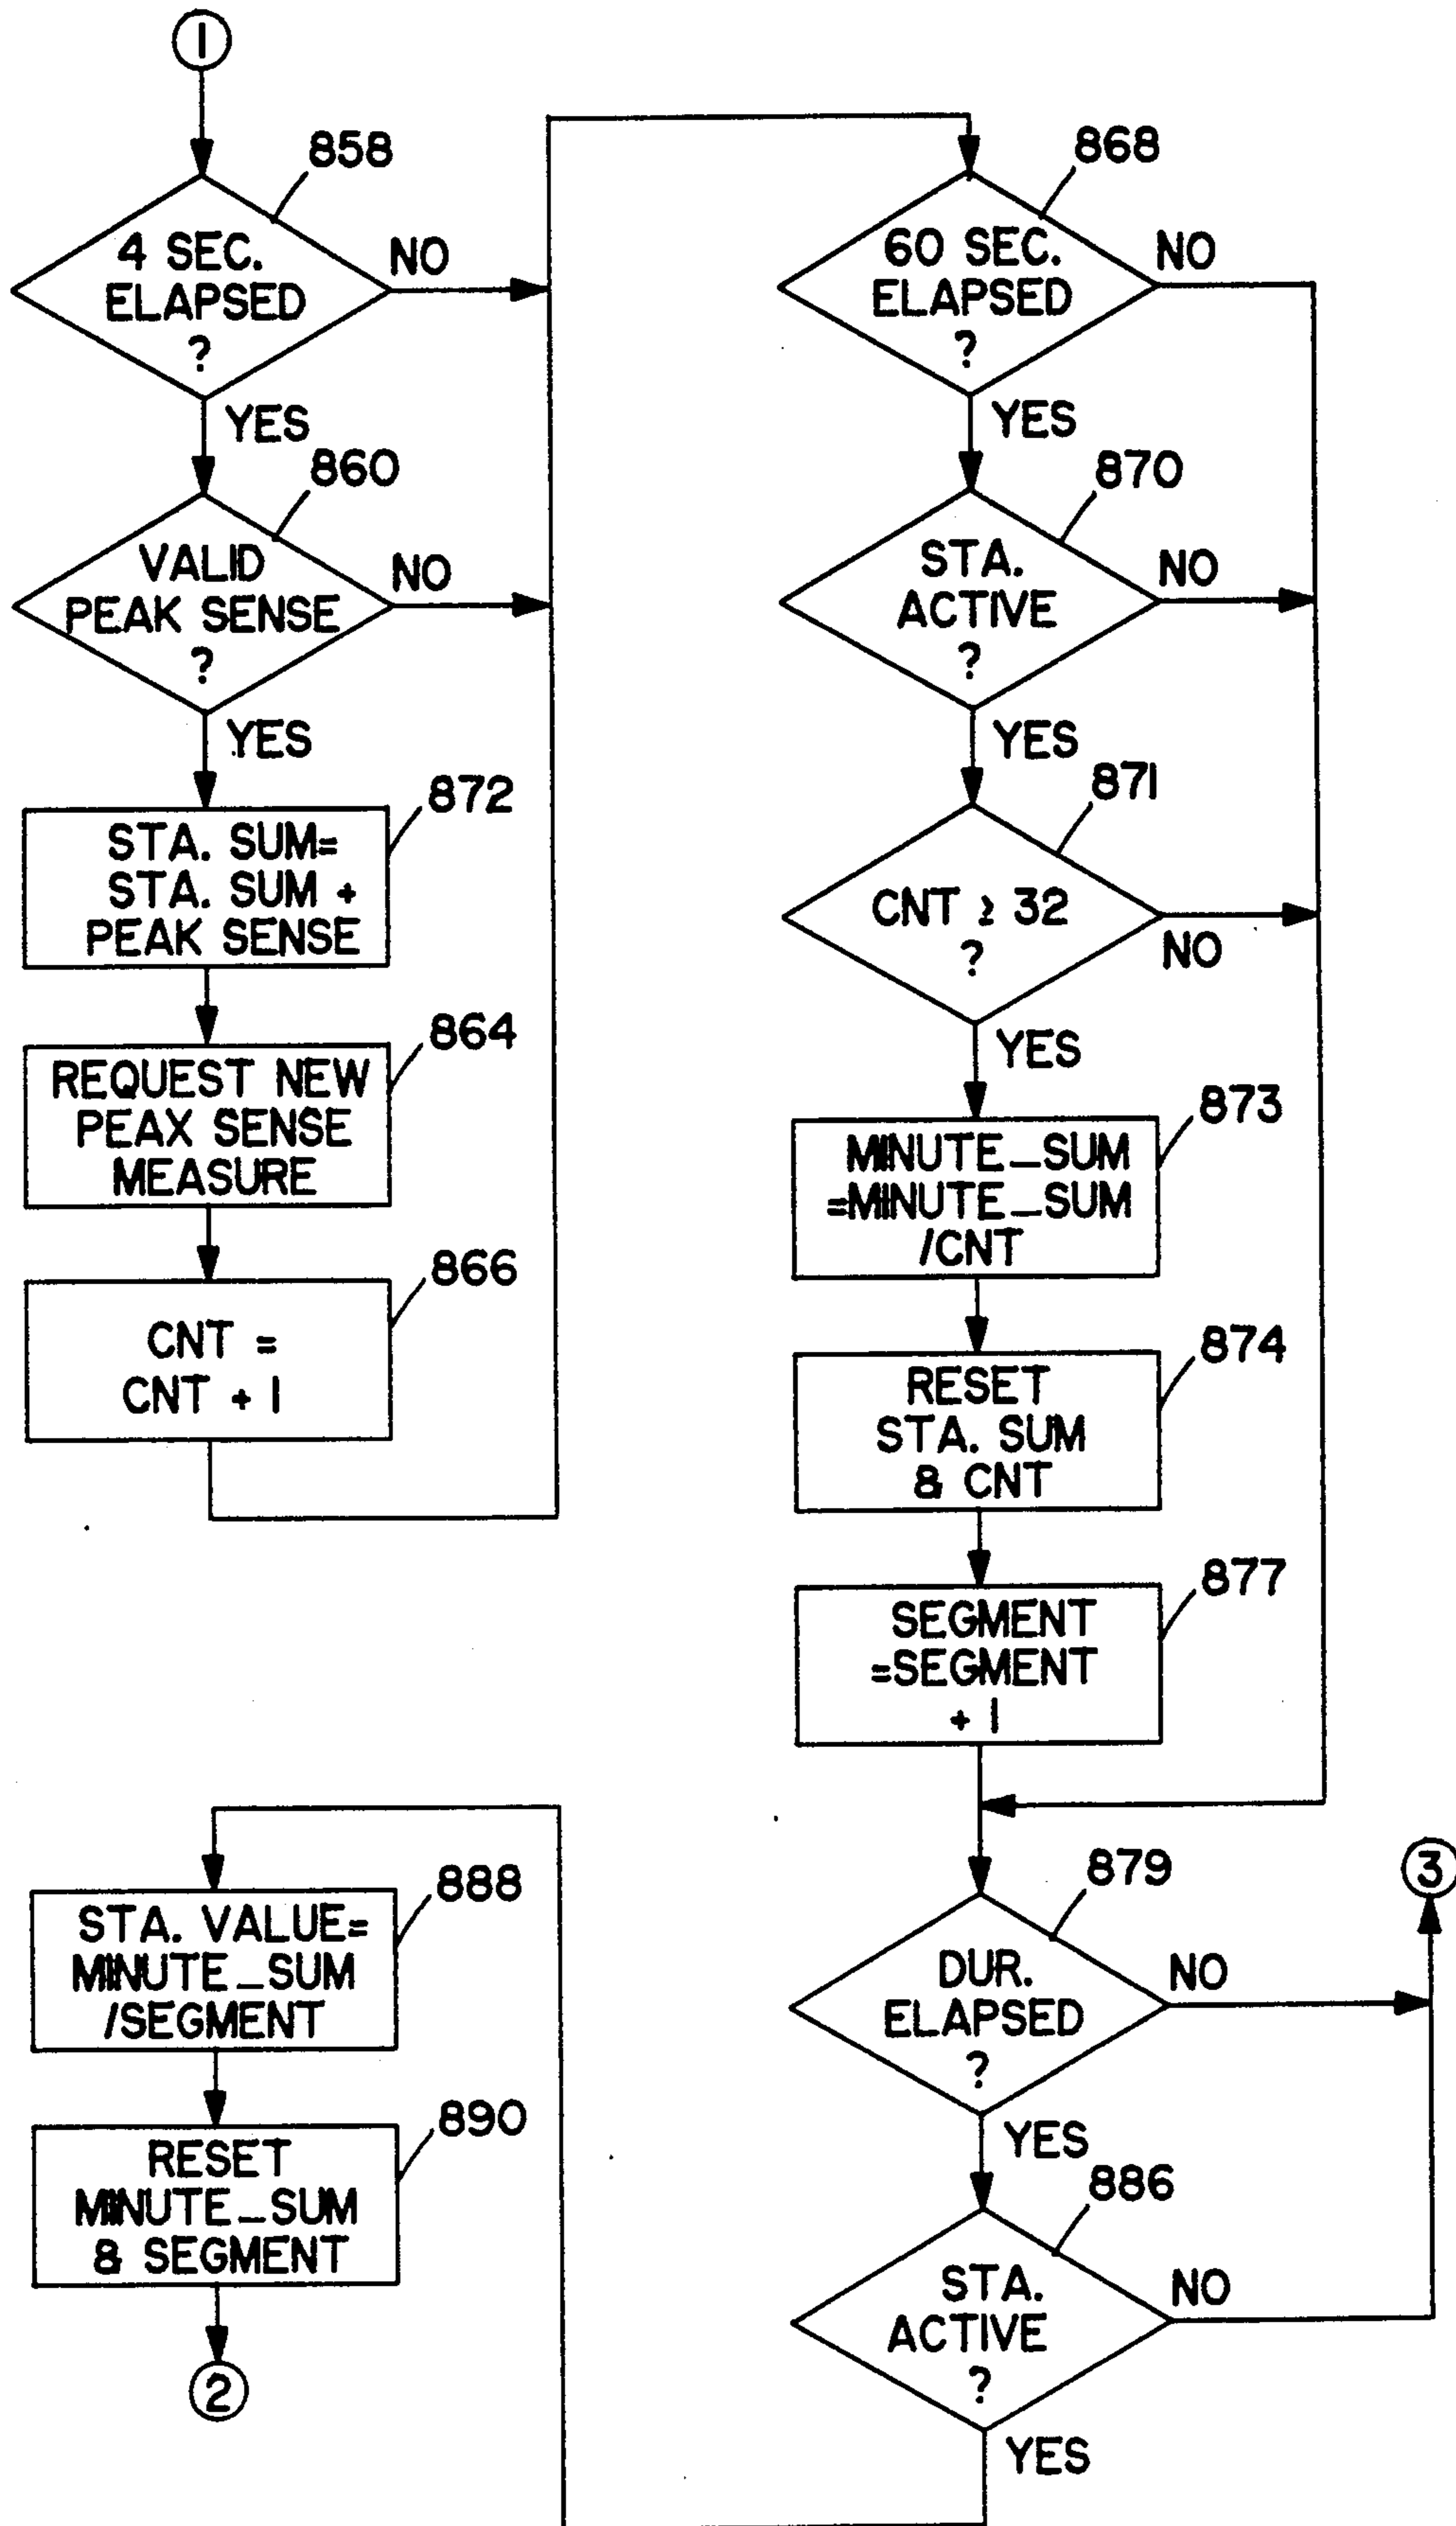 1
858
4 SEC.
ELAPSED
?
NO
YES
860
VALID
PEAK SENSE
?
NO
YES
872
STA. SUM=
STA. SUM +
PEAK SENSE
864
REQUEST NEW
PEAX SENSE
MEASURE
866
CNT =
CNT + 1
868
60 SEC.
ELAPSED
?
NO
YES
870
STA.
ACTIVE
?
NO
YES
871
CNT ≥ 32
?
NO
YES
873
MINUTE_SUM
=MINUTE_SUM
/CNT
874
RESET
STA. SUM
& CNT
877
SEGMENT
=SEGMENT
+ 1
879
DUR.
ELAPSED
?
NO
3
YES
886
STA.
ACTIVE
?
NO
YES
888
STA. VALUE=
MINUTE_SUM
/SEGMENT
890
RESET
MINUTE_SUM
& SEGMENT
2